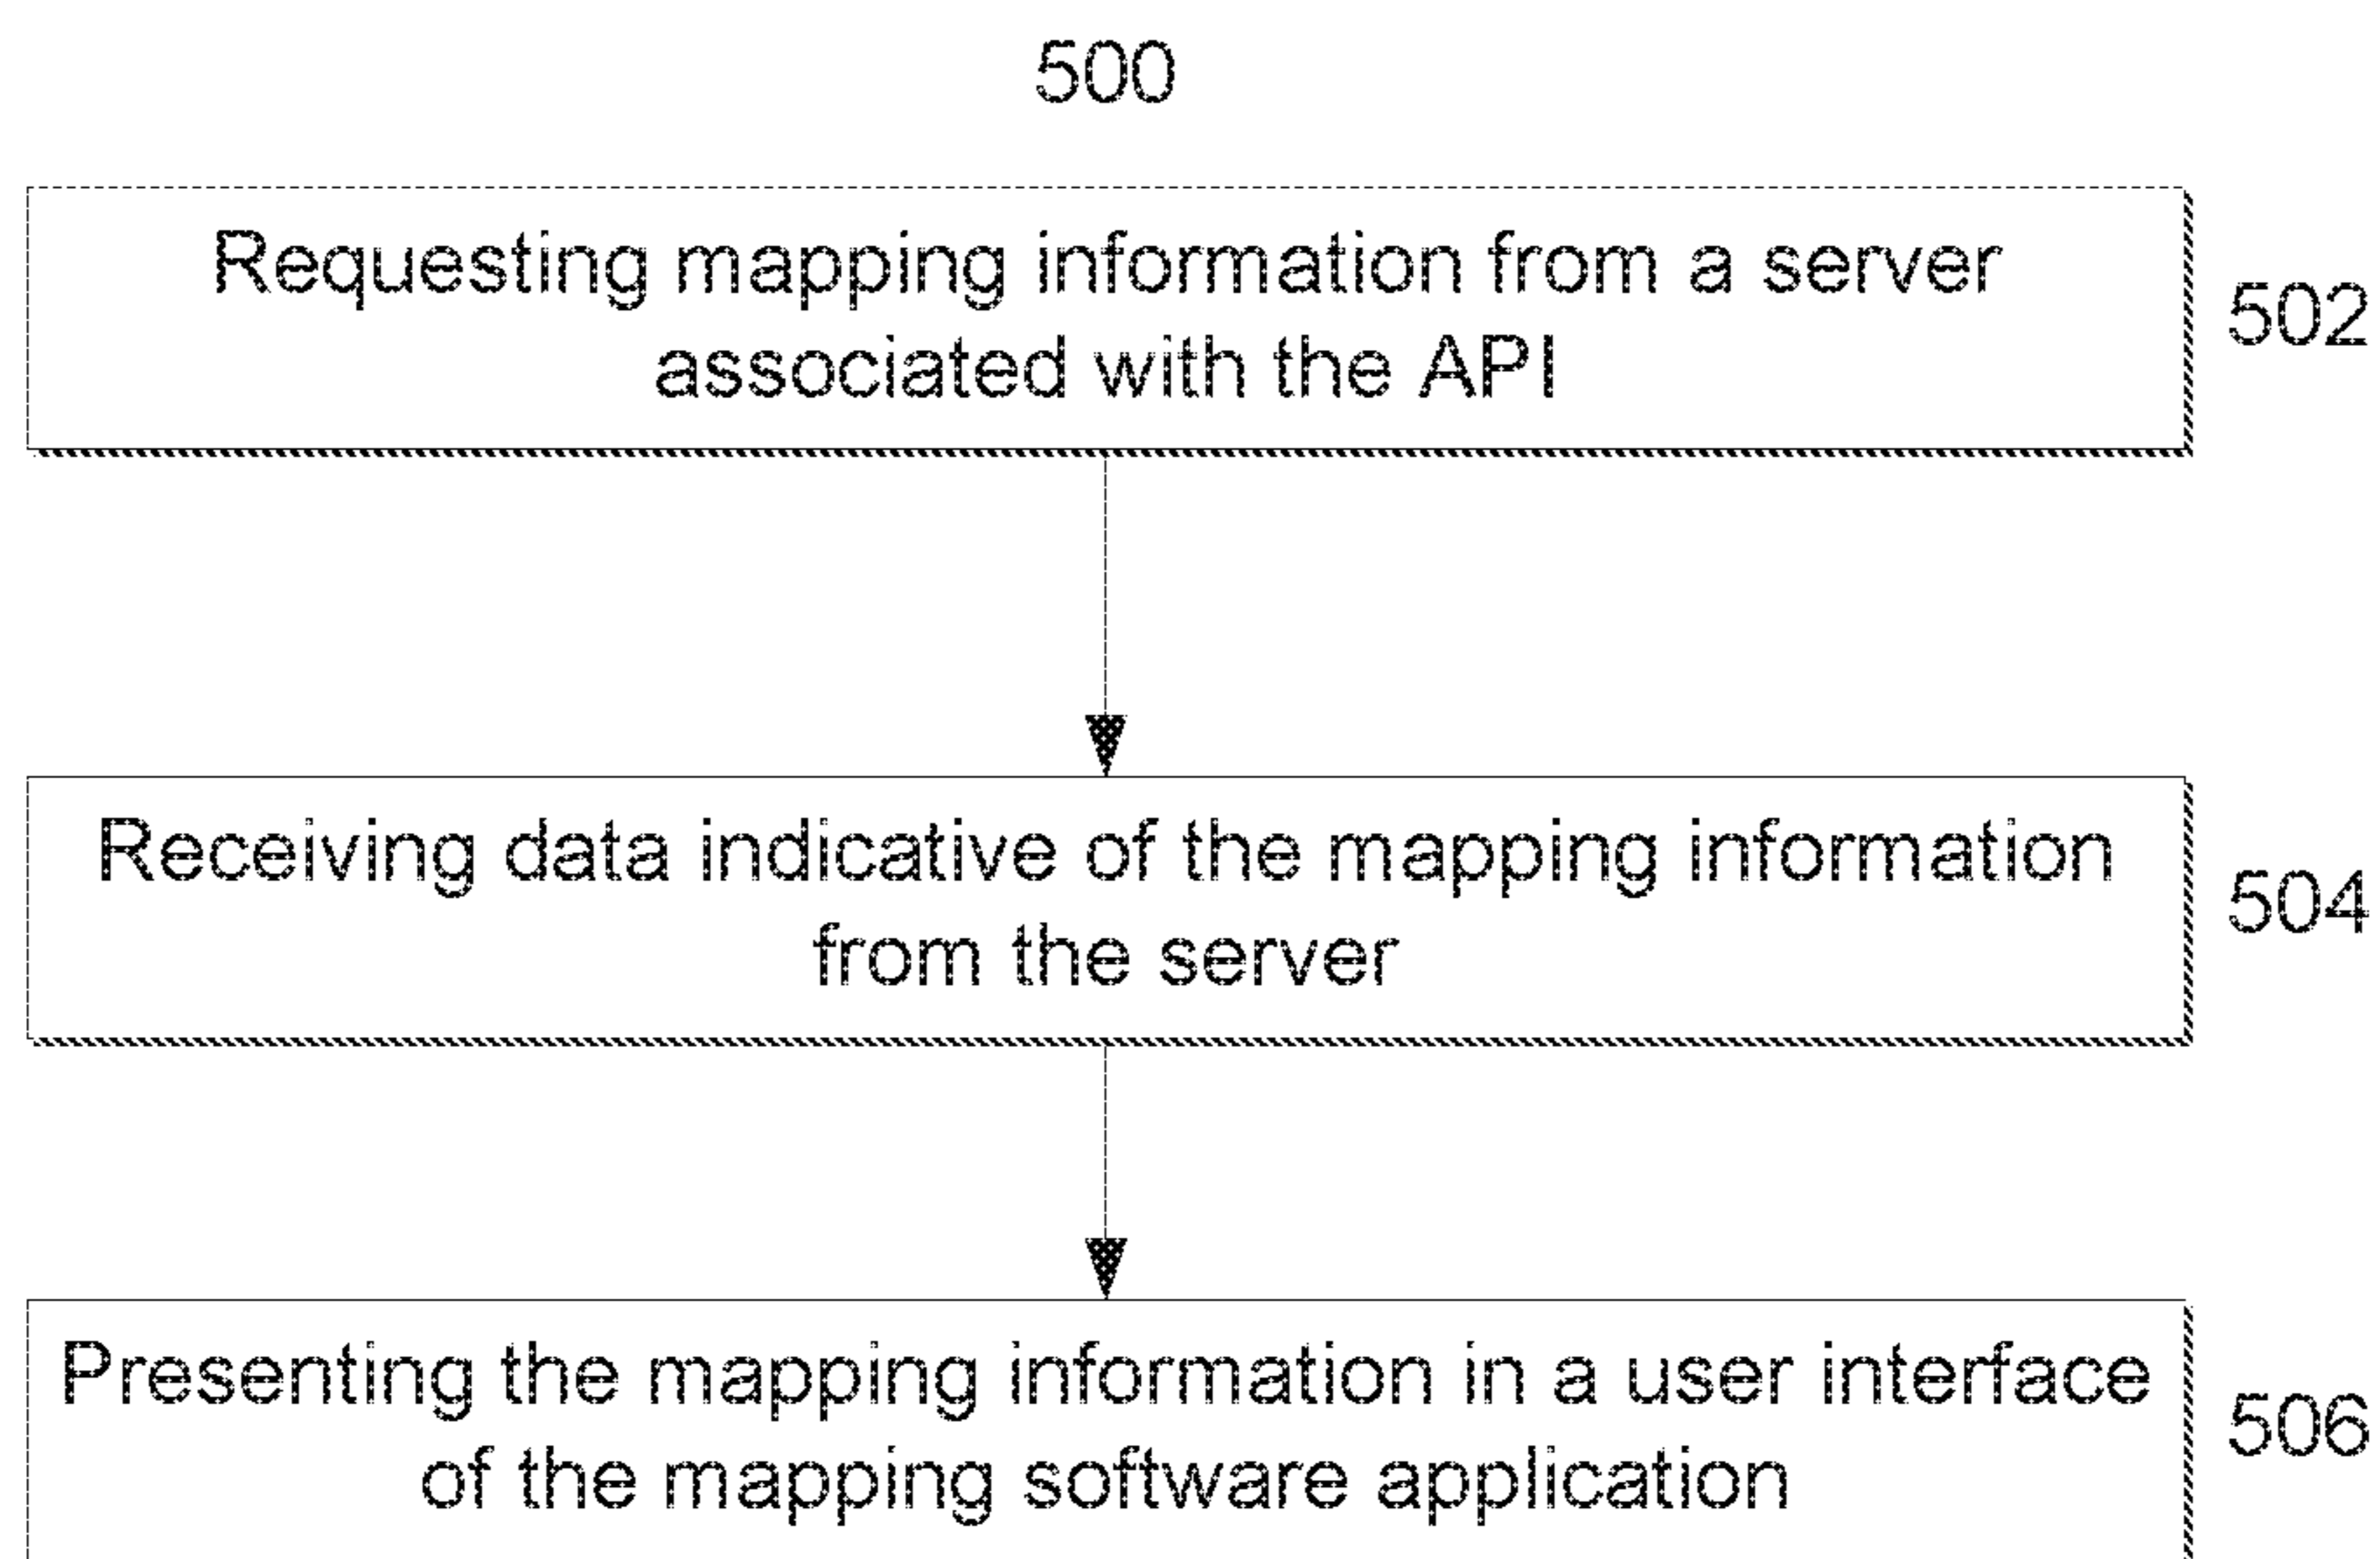 500
Requesting mapping information from a server
associated with the API
502
Receiving data indicative of the mapping information
from the server
504
Presenting the mapping information in a user interface
of the mapping software application
506